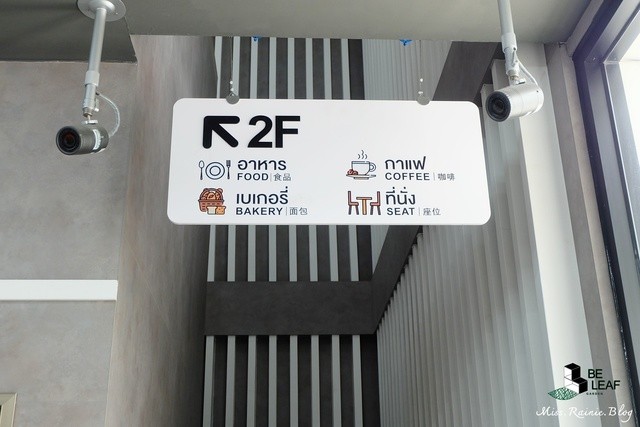 2F
อาหาร
FOOD|食品
กาแฟ
COFFEE|咖啡
เบเกอรี่
BAKERY|面包
ที่นั่ง
SEAT|座位
BE
LEAF
Miss.Rainie.Blog